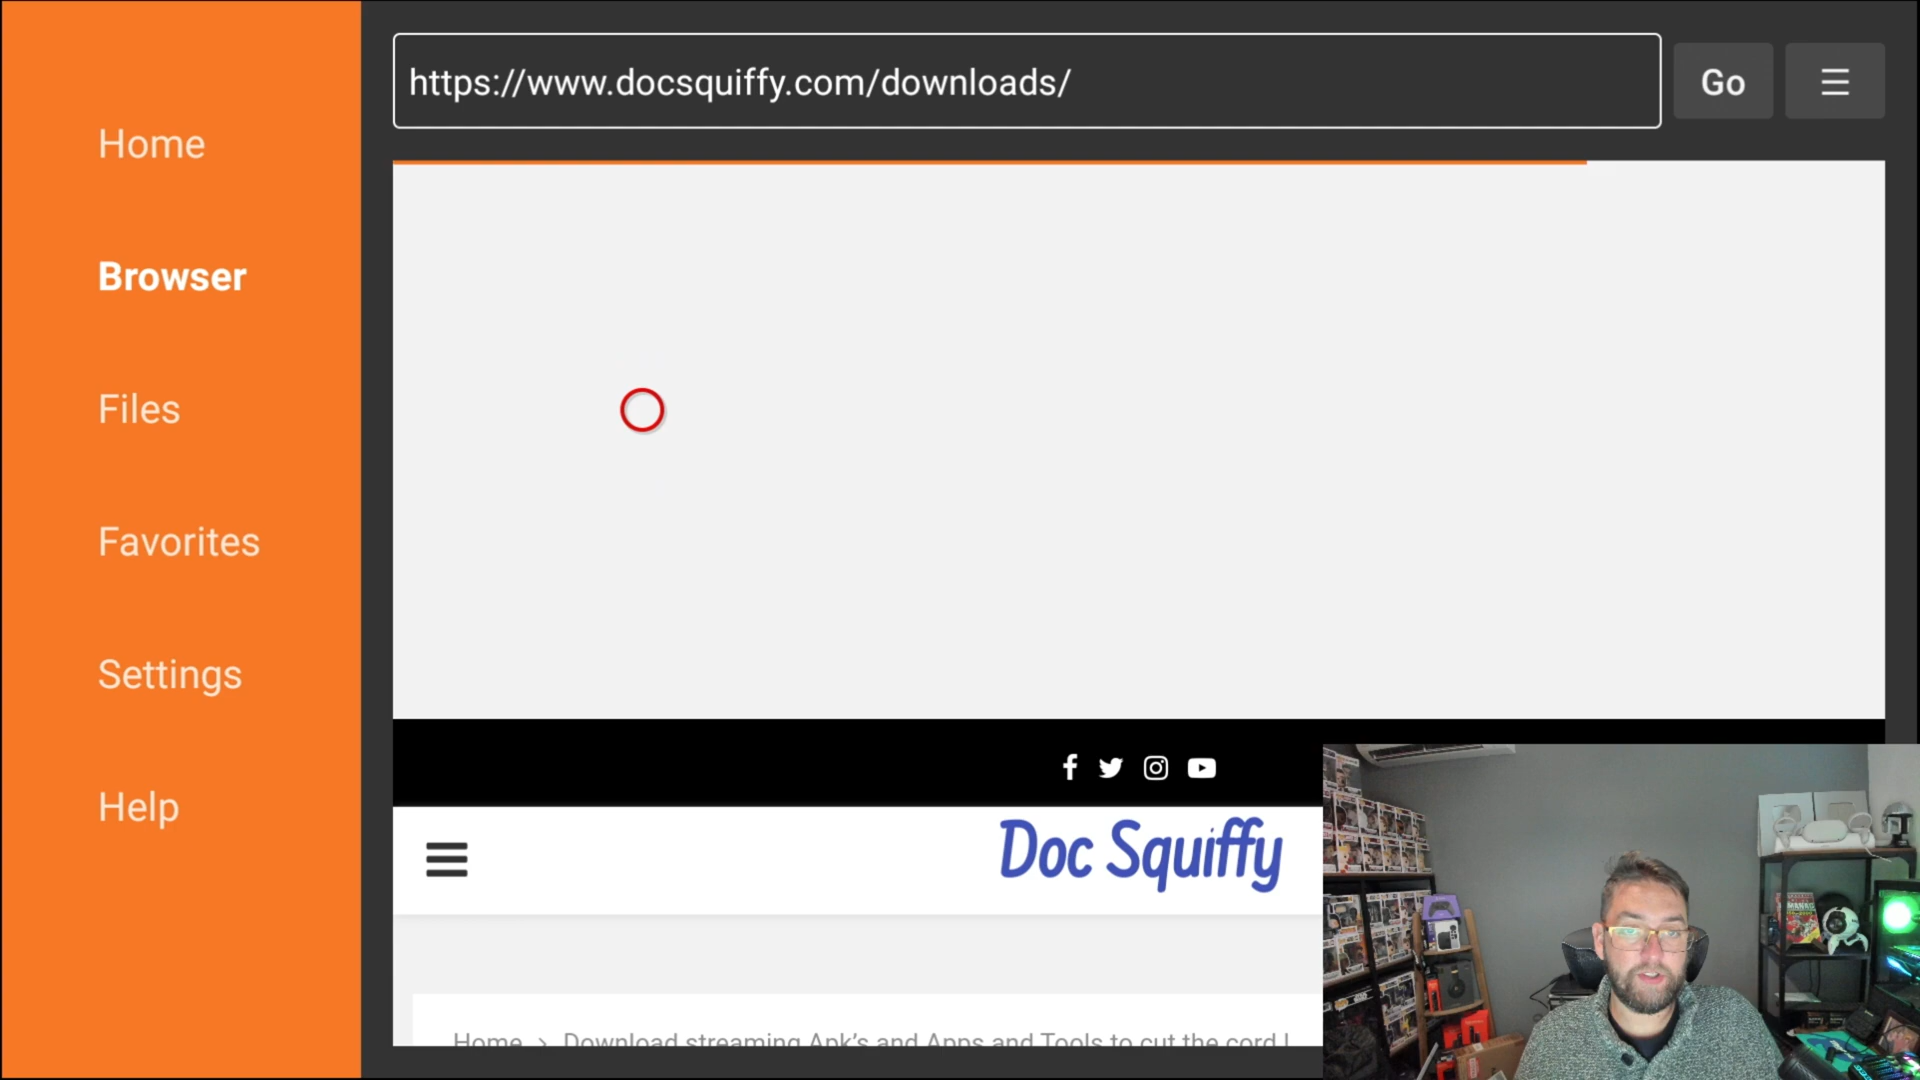 Home
Browser
Files
Favorites
Settings
Help
https://www.docsquiffy.com/downloads/
Go
Doc Squiffy
Home > Download streaming Apk's and Apps and Tools to cut the cord |